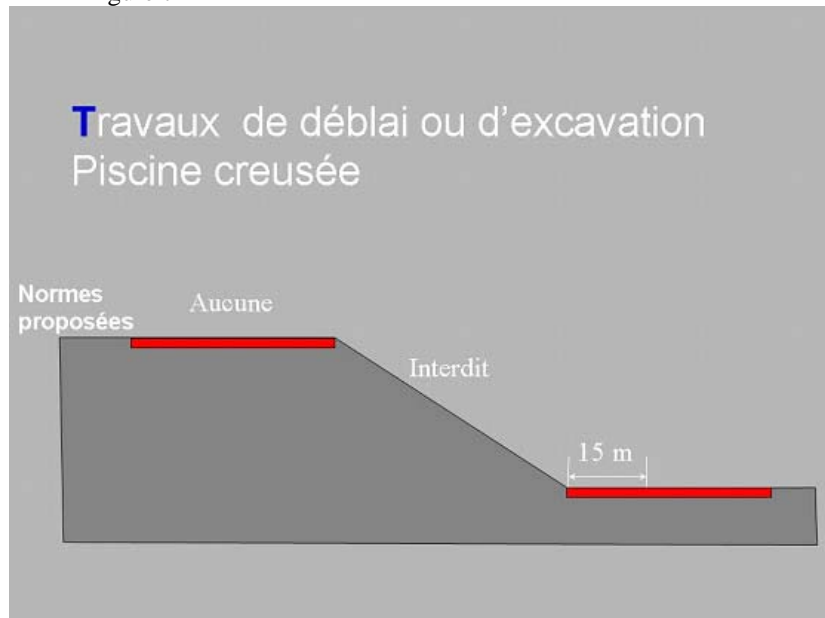 Travaux de déblai ou d'excavation
Piscine creusée
Normes
proposées
Aucune
Interdit
15 m